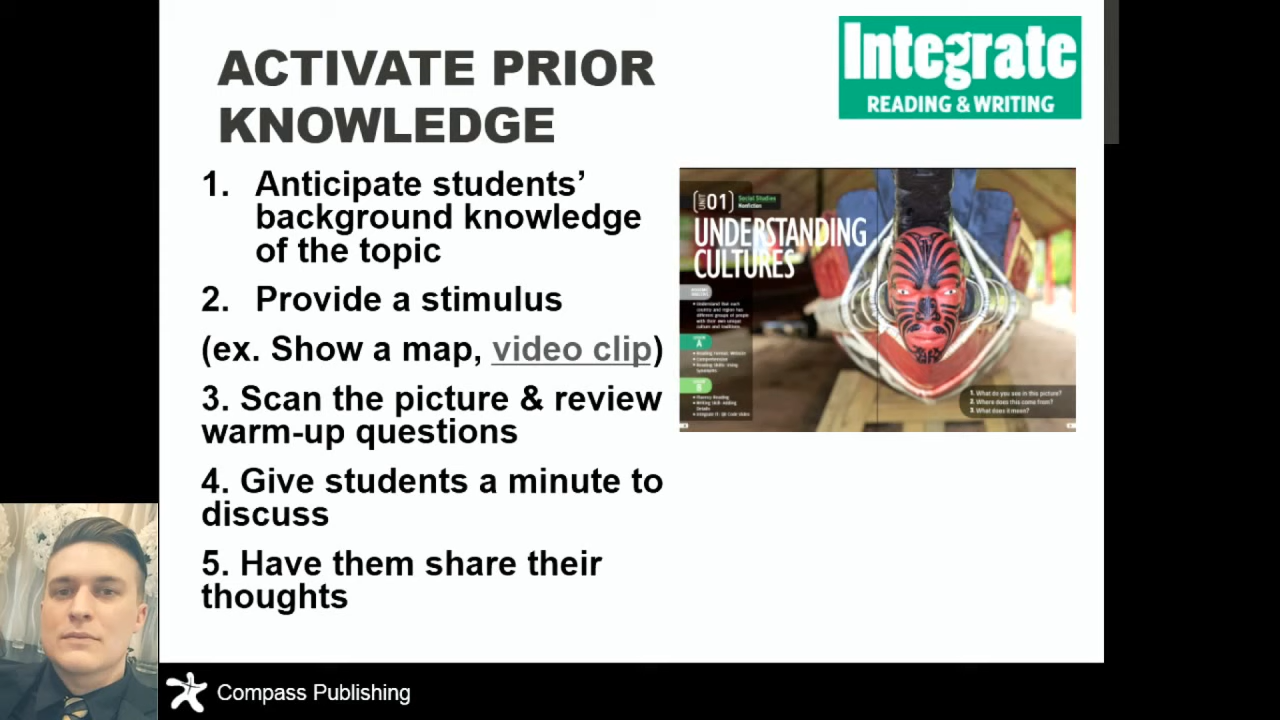 ACTIVATE PRIOR
KNOWLEDGE
Integrate
READING & WRITING
1. Anticipate students'
background knowledge
of the topic
2. Provide a stimulus
(ex. Show a map, video clip)
3. Scan the picture & review
warm-up questions
4. Give students a minute to
discuss
5. Have them share their
thoughts
UNIT 01
Social Studies
Nonfiction
UNDERSTANDING
CULTURES
A
1. What do you see in this picture?
2. Where does this come from?
3. What does it mean?
Compass Publishing